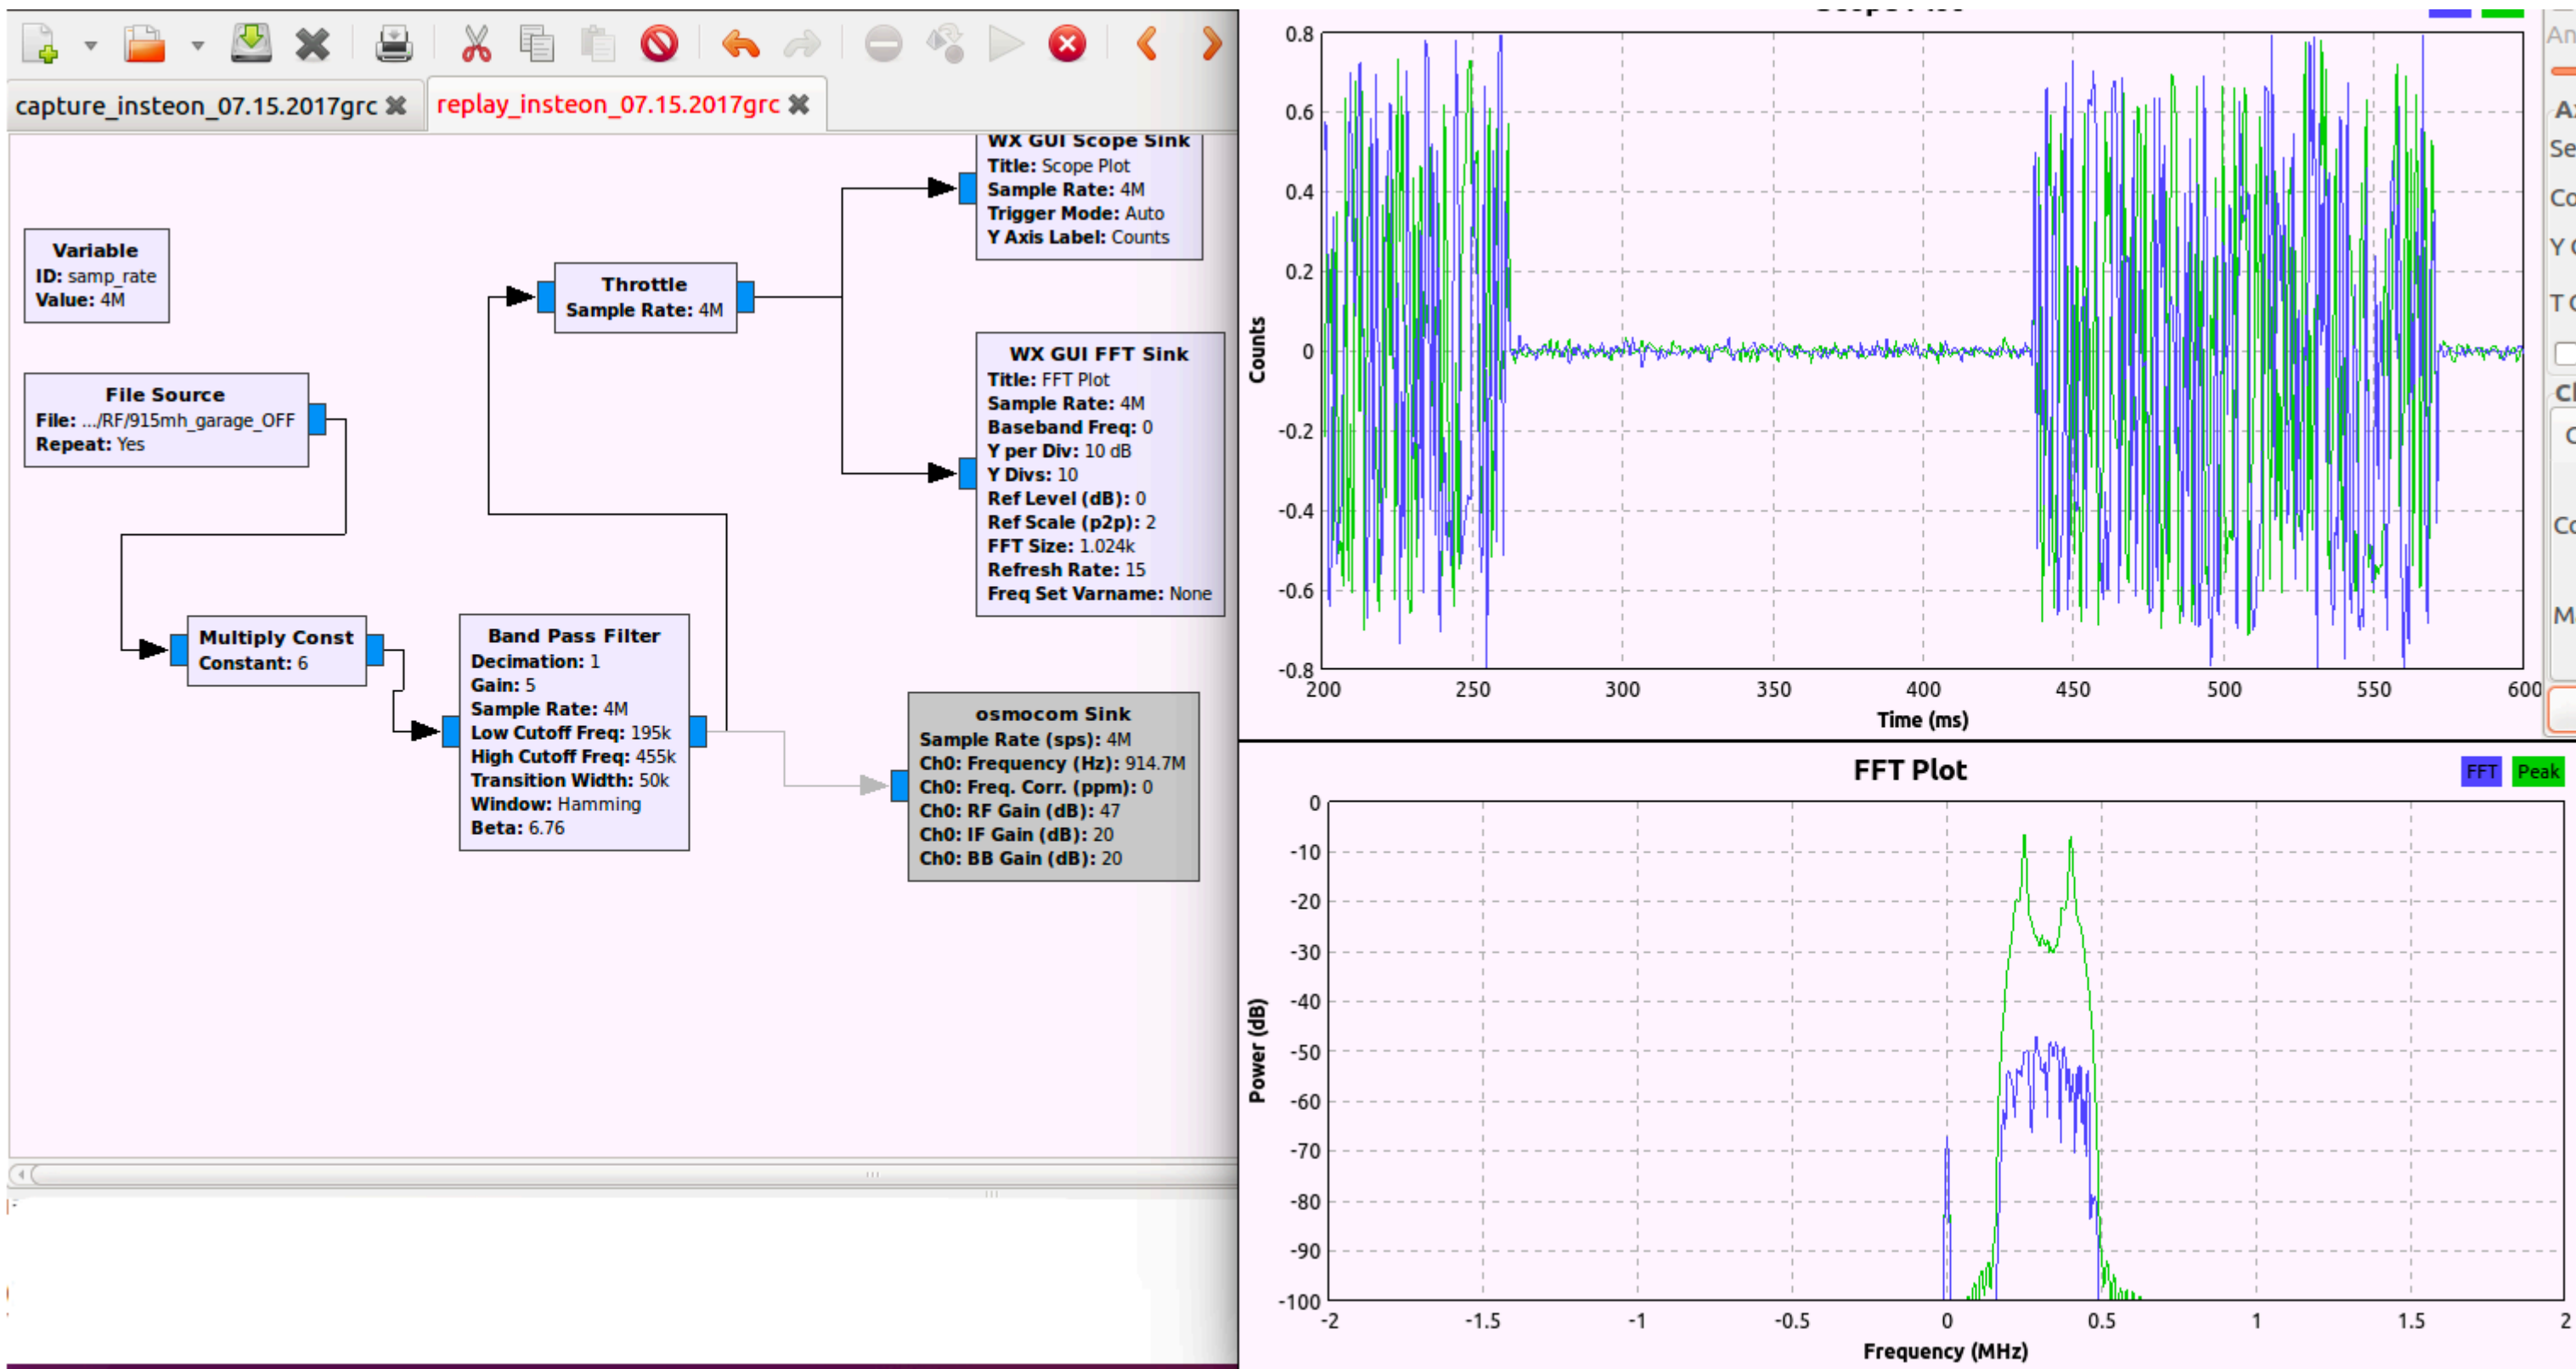 capture_insteon_07.15.2017grc
replay_insteon_07.15.2017grc
Variable
ID: samp_rate
Value: 4M
File Source
File: .../RF/915mh_garage_OFF
Repeat: Yes
Multiply Const
Constant: 6
Band Pass Filter
Decimation: 1
Gain: 5
Sample Rate: 4M
Low Cutoff Freq: 195k
High Cutoff Freq: 455k
Transition Width: 50k
Window: Hamming
Beta: 6.76
Throttle
Sample Rate: 4M
WX GUI Scope Sink
Title: Scope Plot
Sample Rate: 4M
Trigger Mode: Auto
Y Axis Label: Counts
WX GUI FFT Sink
Title: FFT Plot
Sample Rate: 4M
Baseband Freq: 0
Y per Div: 10 dB
Y Divs: 10
Ref Level (dB): 0
Ref Scale (p2p): 2
FFT Size: 1.024k
Refresh Rate: 15
Freq Set Varname: None
osmocom Sink
Sample Rate (sps): 4M
Ch0: Frequency (Hz): 914.7M
Ch0: Freq. Corr. (ppm): 0
Ch0: RF Gain (dB): 47
Ch0: IF Gain (dB): 20
Ch0: BB Gain (dB): 20
0.8
0.6
0.4
0.2
0
-0.2
-0.4
-0.6
-0.8
Counts
200 250 300 350 400 450 500 550 600
Time (ms)
FFT Plot
FFT Peak
0
-10
-20
-30
-40
-50
-60
-70
-80
-90
-100
Power (dB)
-2 -1.5 -1 -0.5 0 0.5 1 1.5 2
Frequency (MHz)